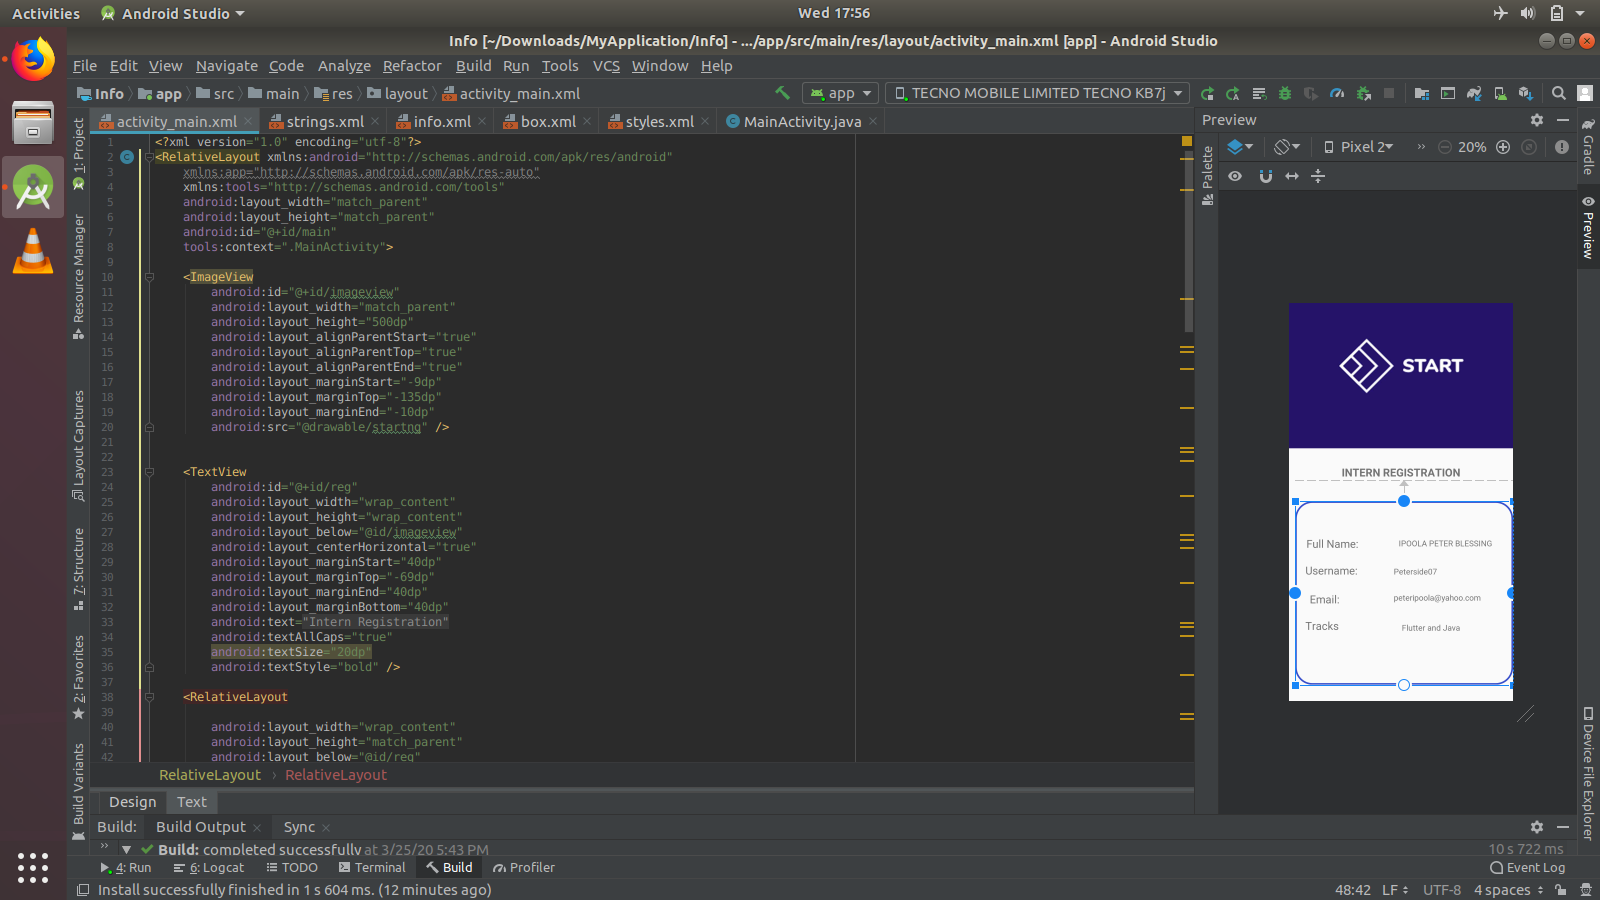 Activities
Android Studio
Wed 17:56
Info [~/Downloads/MyApplication/Info] - .../app/src/main/res/layout/activity_main.xml [app] - Android Studio
File Edit View Navigate Code Analyze Refactor Build Run Tools VCS Window Help
Info app src main res layout activity_main.xml
app
TECNO MOBILE LIMITED TECNO KB7j
activity_main.xml strings.xml info.xml box.xml styles.xml MainActivity.java
1 <?xml version="1.0" encoding="utf-8"?>
2 <RelativeLayout xmlns:android="http://schemas.android.com/apk/res/android"
3 xmlns:app="http://schemas.android.com/apk/res-auto"
4 xmlns:tools="http://schemas.android.com/tools"
5 android:layout_width="match_parent"
6 android:layout_height="match_parent"
7 android:id="@+id/main"
8 tools:context=".MainActivity">
9
10 <ImageView
11 android:id="@+id/imageview"
12 android:layout_width="match_parent"
13 android:layout_height="500dp"
14 android:layout_alignParentStart="true"
15 android:layout_alignParentTop="true"
16 android:layout_alignParentEnd="true"
17 android:layout_marginStart="-9dp"
18 android:layout_marginTop="-135dp"
19 android:layout_marginEnd="-10dp"
20 android:src="@drawable/startng" />
21
22
23 <TextView
24 android:id="@+id/reg"
25 android:layout_width="wrap_content"
26 android:layout_height="wrap_content"
27 android:layout_below="@id/imageview"
28 android:layout_centerHorizontal="true"
29 android:layout_marginStart="40dp"
30 android:layout_marginTop="-69dp"
31 android:layout_marginEnd="40dp"
32 android:layout_marginBottom="40dp"
33 android:text="Intern Registration"
34 android:textAllCaps="true"
35 android:textSize="20dp"
36 android:textStyle="bold" />
37
38 <RelativeLayout
39
40 android:layout_width="wrap_content"
41 android:layout_height="match_parent"
42 android:layout_below="@id/reg"
RelativeLayout › RelativeLayout
Design Text
1: Project
Resource Manager
Layout Captures
7: Structure
2: Favorites
Build Variants
Preview
Palette
Pixel 2
20%
START
INTERN REGISTRATION
Full Name: IPOOLA PETER BLESSING
Username: Peterside07
Email: peteripoola@yahoo.com
Tracks Flutter and Java
Gradle
Preview
Device File Explorer
Build: Build Output Sync
Build: completed successfully at 3/25/20 5:43 PM
10 s 722 ms
4: Run 6: Logcat TODO Terminal Build Profiler
Event Log
Install successfully finished in 1 s 604 ms. (12 minutes ago)
48:42 LF UTF-8 4 spaces